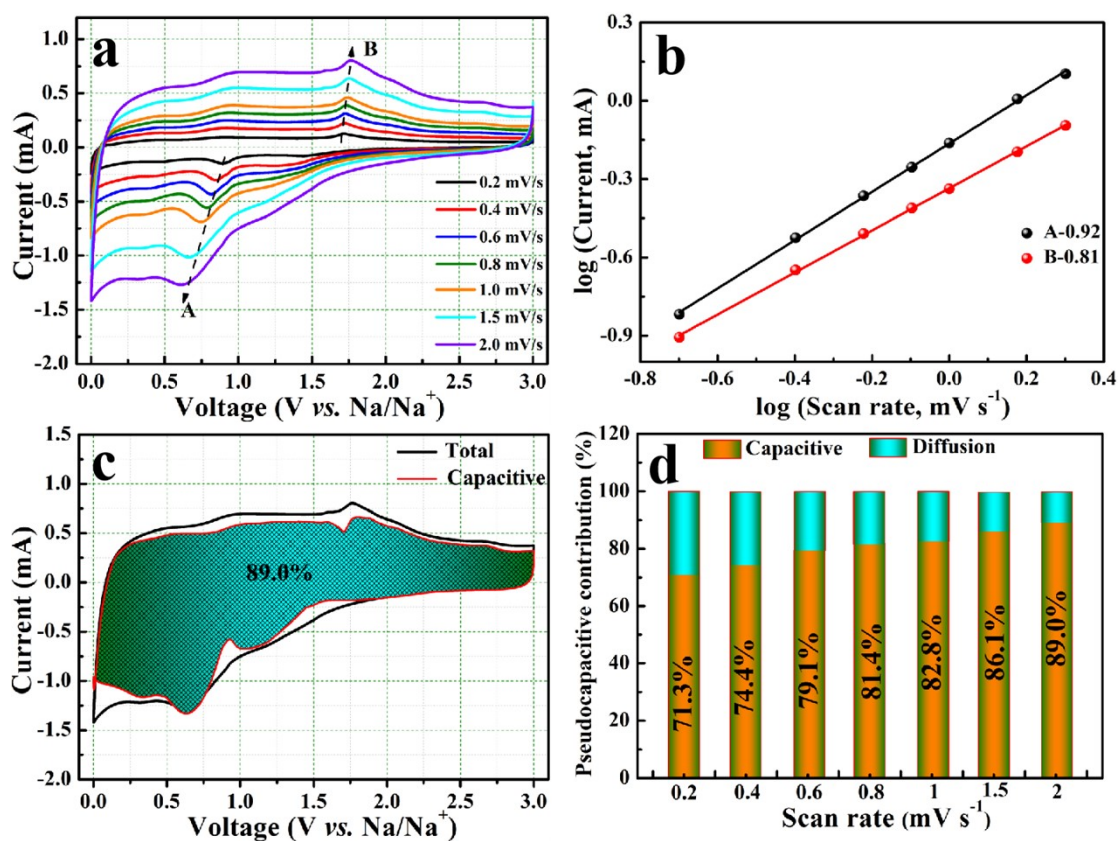 a
B
A
Current (mA)
1.0
0.5
0.0
-0.5
-1.0
-1.5
-2.0
0.2 mV/s
0.4 mV/s
0.6 mV/s
0.8 mV/s
1.0 mV/s
1.5 mV/s
2.0 mV/s
0.0 0.5 1.0 1.5 2.0 2.5 3.0
Voltage (V vs. Na/Na⁺)
b
log (Current, mA)
0.3
0.0
-0.3
-0.6
-0.9
A-0.92
B-0.81
-0.8 -0.6 -0.4 -0.2 0.0 0.2 0.4
log (Scan rate, mV s⁻¹)
c
Total
Capacitive
Current (mA)
1.5
1.0
0.5
0.0
-0.5
-1.0
-1.5
-2.0
89.0%
0.0 0.5 1.0 1.5 2.0 2.5 3.0
Voltage (V vs. Na/Na⁺)
d
Capacitive Diffusion
Pseudocapacitive contribution (%)
120
100
80
60
40
20
0
71.3%
74.4%
79.1%
81.4%
82.8%
86.1%
89.0%
0.2 0.4 0.6 0.8 1 1.5 2
Scan rate (mV s⁻¹)